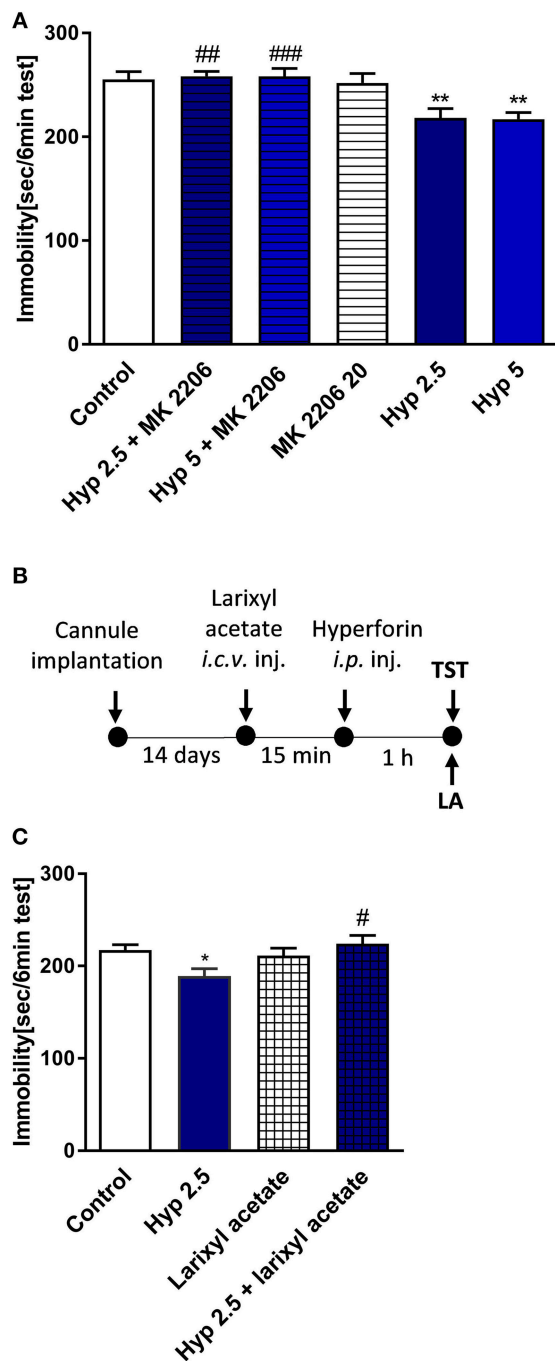 A
Immobility[sec/6min test]
300
200
100
0
##
###
**
**
Control
Hyp 2.5 + MK 2206
Hyp 5 + MK 2206
MK 2206 20
Hyp 2.5
Hyp 5
B
Cannule
implantation
Larixyl
acetate
i.c.v. inj.
Hyperforin
i.p. inj.
TST
14 days
15 min
1 h
LA
C
Immobility[sec/6min test]
300
200
100
0
*
#
Control
Hyp 2.5
Larixyl acetate
Hyp 2.5 + larixyl acetate